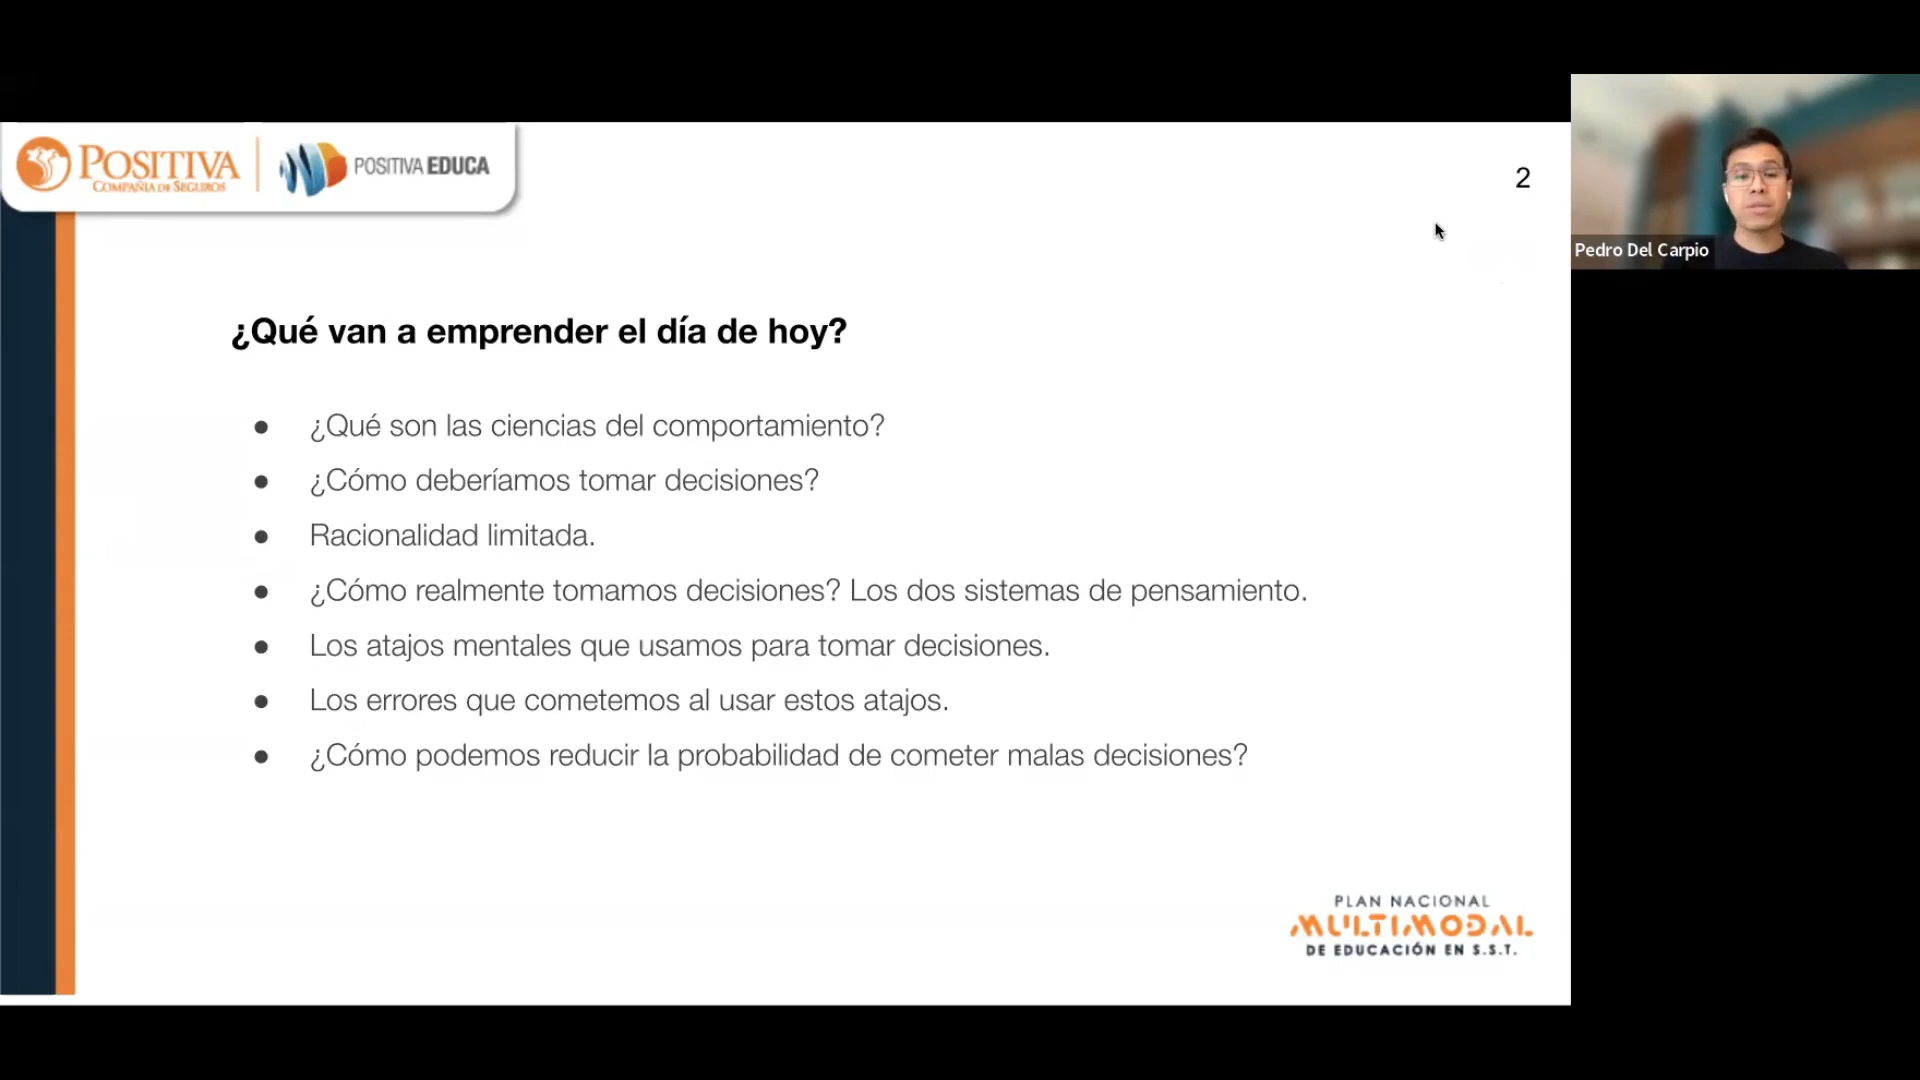 POSITIVA
COMPAÑIA DE SEGUROS
POSITIVA EDUCA
2
Pedro Del Carpio
¿Qué van a emprender el día de hoy?
● ¿Qué son las ciencias del comportamiento?
● ¿Cómo deberíamos tomar decisiones?
● Racionalidad limitada.
● ¿Cómo realmente tomamos decisiones? Los dos sistemas de pensamiento.
● Los atajos mentales que usamos para tomar decisiones.
● Los errores que cometemos al usar estos atajos.
● ¿Cómo podemos reducir la probabilidad de cometer malas decisiones?
PLAN NACIONAL
MULTIMODAL
DE EDUCACIÓN EN S.S.T.